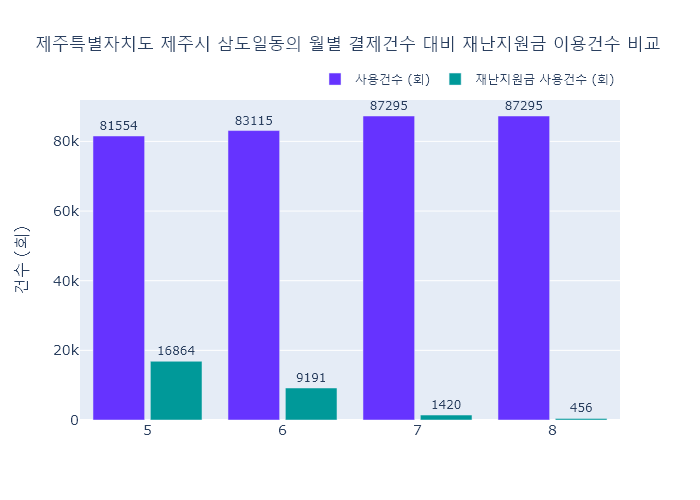 제주특별자치도 제주시 삼도일동의 월별 결제건수 대비 재난지원금 이용건수 비교
사용건수 (회) 재난지원금 사용건수 (회)
81554 83115 87295 87295
80k
60k
건수 (회)
40k
20k
16864 9191 1420 456
0
5 6 7 8